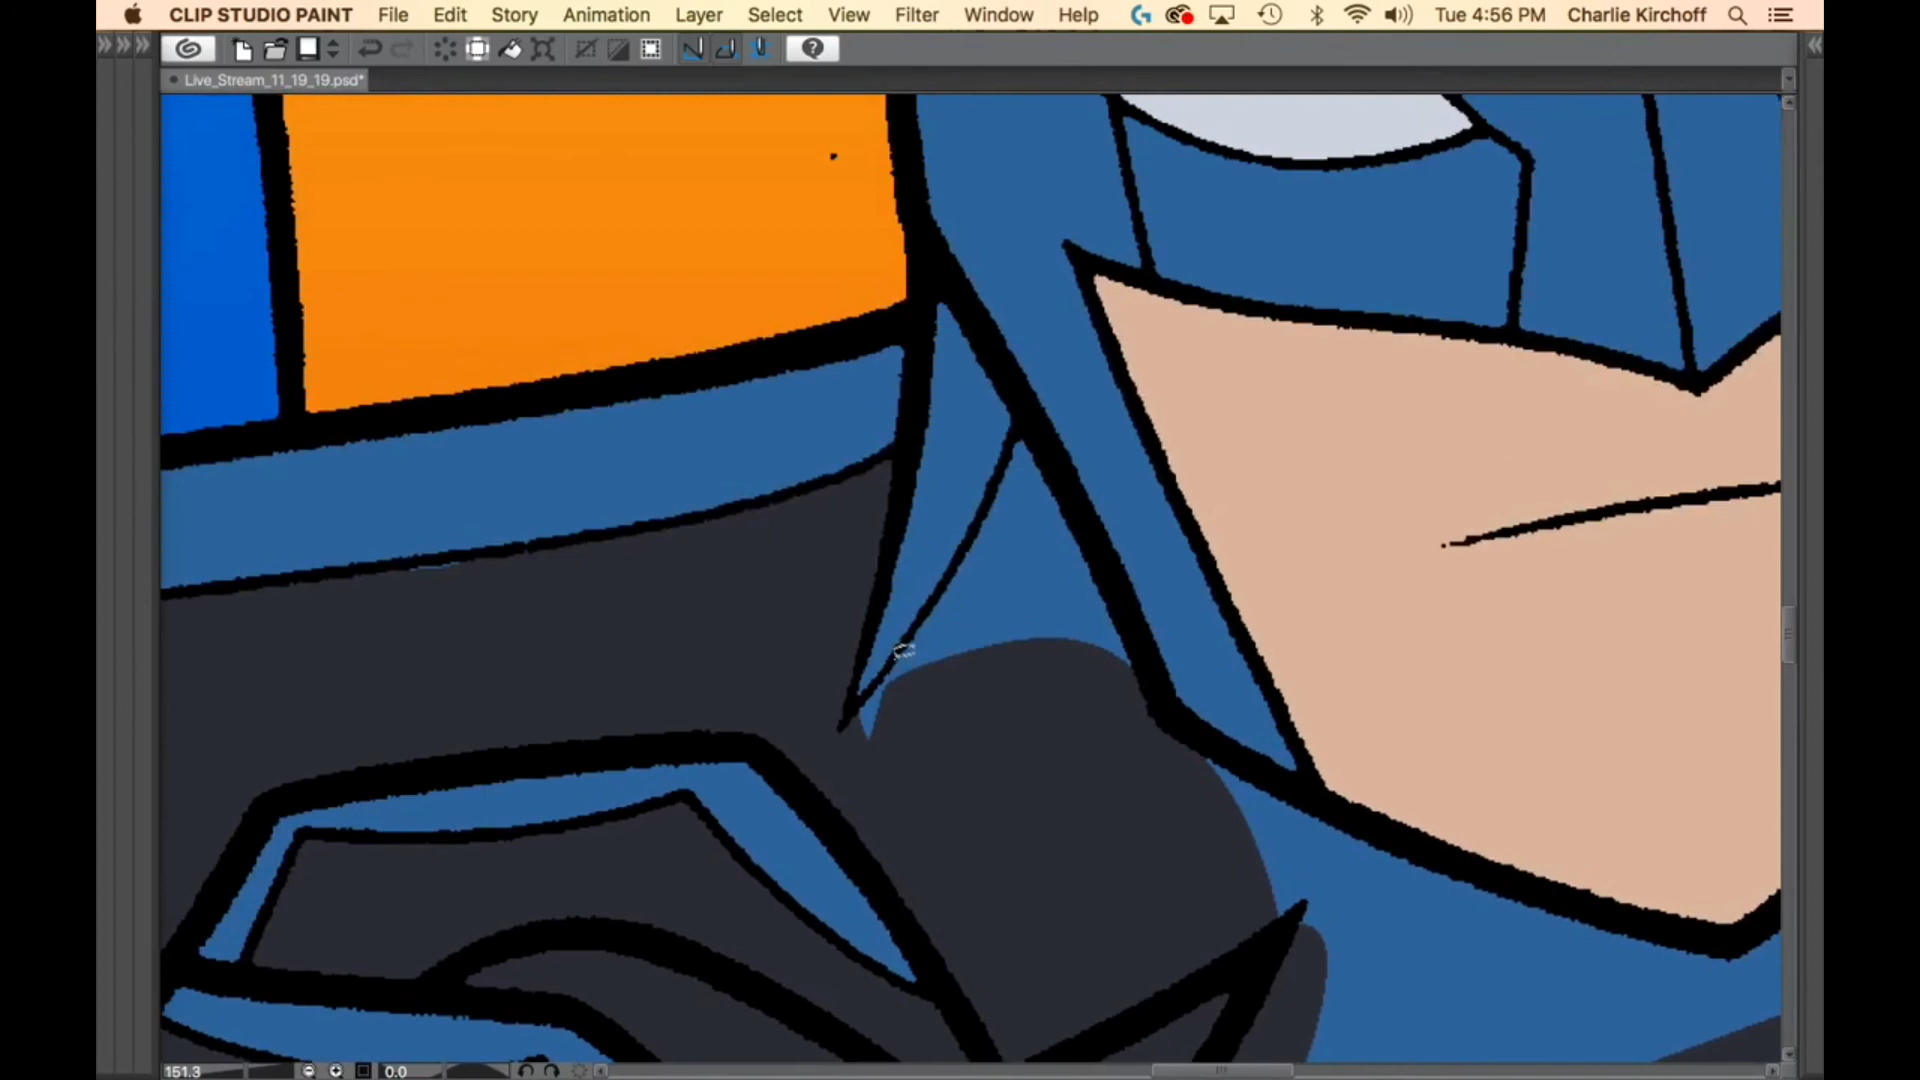 CLIP STUDIO PAINT File Edit Story Animation Layer Select View Filter Window Help Tue 4:56 PM Charlie Kirchoff
Live_Stream_11_19_19.psd*
151.3 0.0